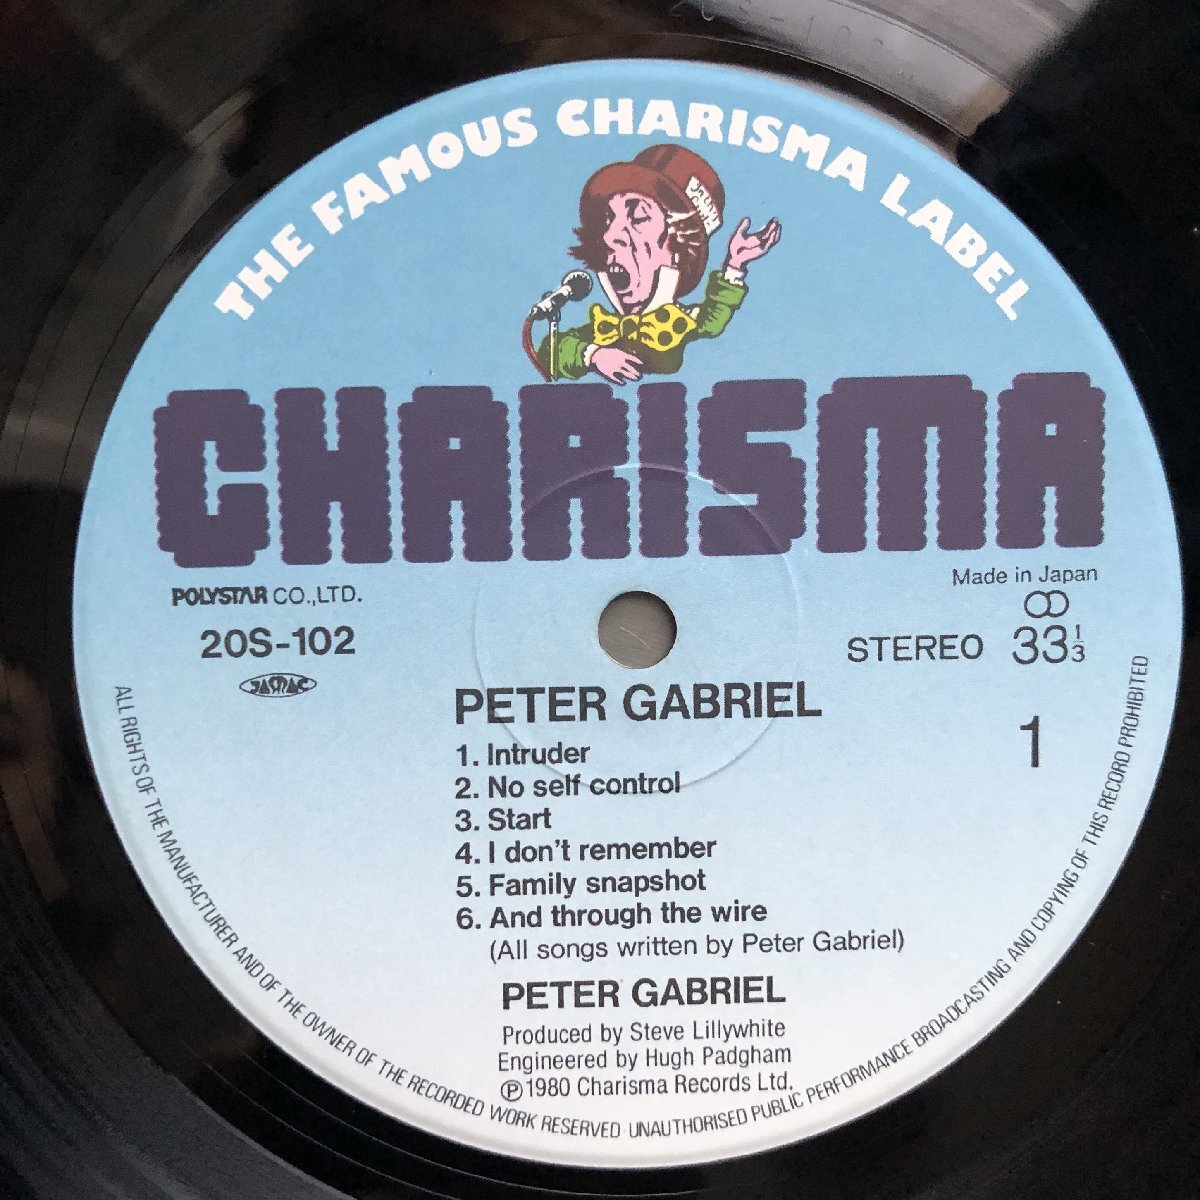 THE FAMOUS CHARISMA LABEL
CHARISMA
POLYSTAR CO.,LTD.
20S-102
JASRAC
Made in Japan
STEREO 33 1/3
1
PETER GABRIEL
1. Intruder
2. No self control
3. Start
4. I don't remember
5. Family snapshot
6. And through the wire
(All songs written by Peter Gabriel)
PETER GABRIEL
Produced by Steve Lillywhite
Engineered by Hugh Padgham
℗1980 Charisma Records Ltd.
ALL RIGHTS OF THE MANUFACTURER AND OF THE OWNER OF THE RECORDED WORK RESERVED UNAUTHORISED PUBLIC PERFORMANCE BROADCASTING AND COPYING OF THIS RECORD PROHIBITED